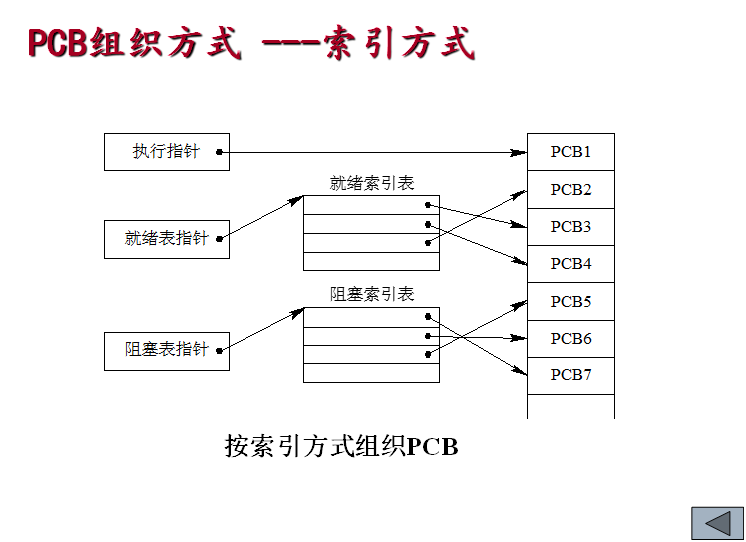 PCB组织方式 ---索引方式
执行指针
PCB1
就绪索引表
PCB2
就绪表指针
PCB3
PCB4
阻塞索引表
PCB5
阻塞表指针
PCB6
PCB7
按索引方式组织PCB